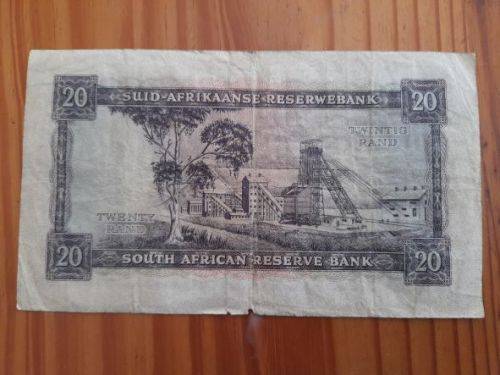 20 SUID-AFRIKAANSE RESERWEBANK 20
TWINTIG
RAND
TWENTY
RAND
20 SOUTH AFRICAN RESERVE BANK 20